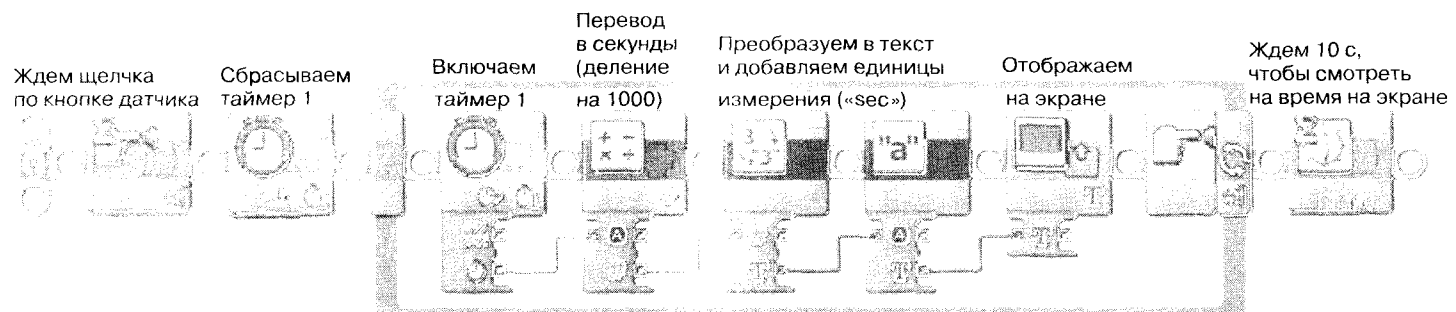 Ждем щелчка
по кнопке датчика
Сбрасываем
таймер 1
Включаем
таймер 1
Перевод
в секунды
(деление
на 1000)
Преобразуем в текст
и добавляем единицы
измерения («sec»)
Отображаем
на экране
Ждем 10 с,
чтобы смотреть
на время на экране
"a"
A
A
T
T
T
T